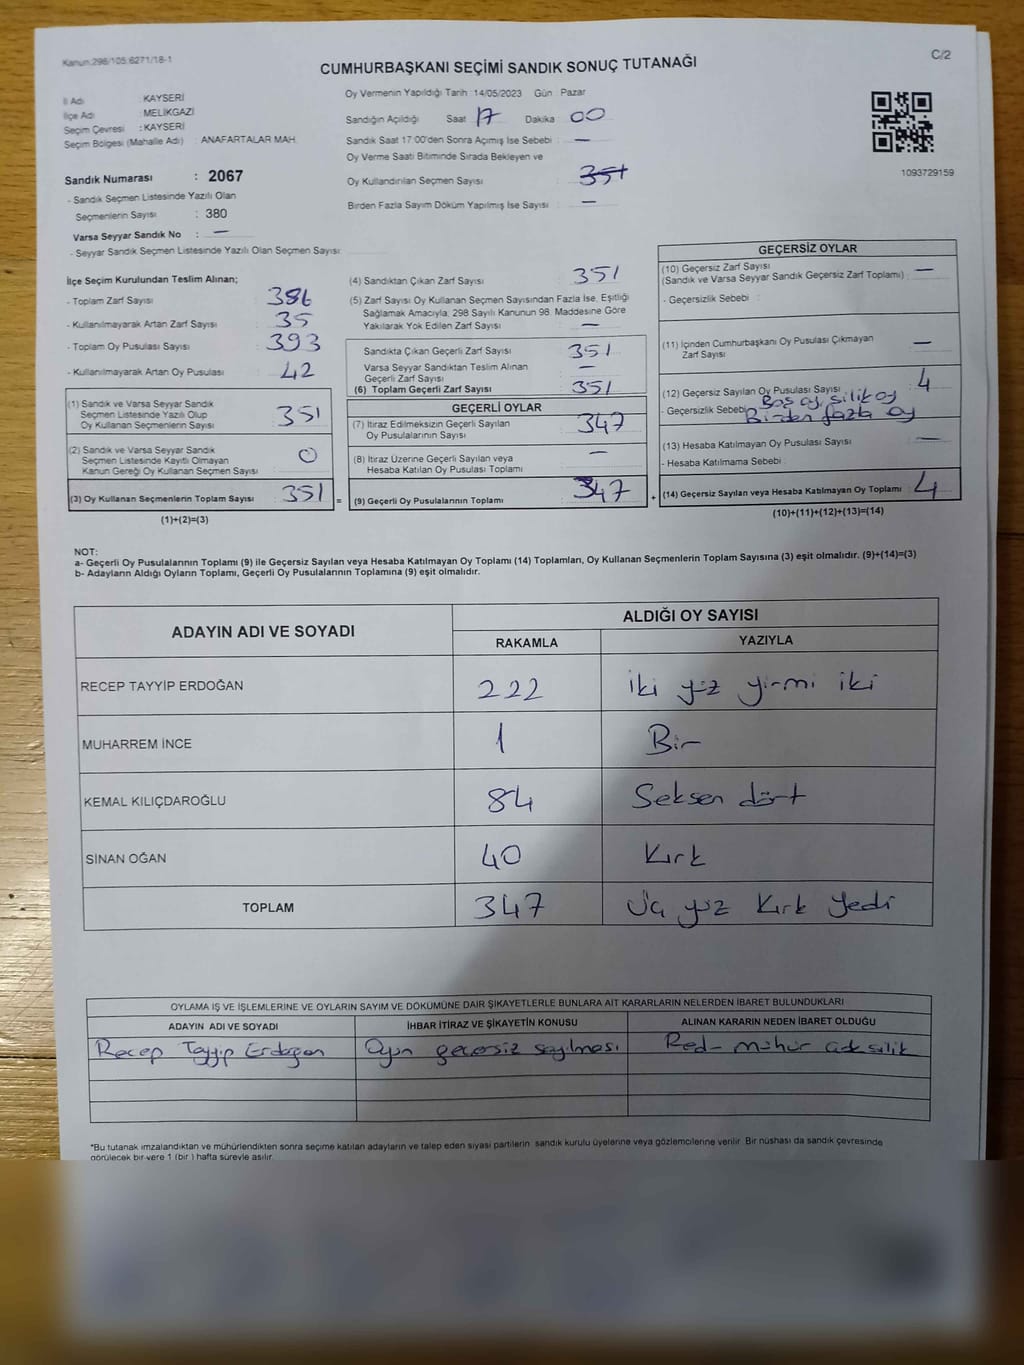 Kanun.298/105.6271/18-1
C/2
CUMHURBAŞKANI SEÇİMİ SANDIK SONUÇ TUTANAĞI
İl Adı : KAYSERİ
İlçe Adı : MELİKGAZİ
Seçim Çevresi : KAYSERİ
Seçim Bölgesi (Mahalle Adı) ANAFARTALAR MAH.
Sandık Numarası : 2067
- Sandık Seçmen Listesinde Yazılı Olan
Seçmenlerin Sayısı : 380
Varsa Seyyar Sandık No : —
- Seyyar Sandık Seçmen Listesinde Yazılı Olan Seçmen Sayısı:
Oy Vermenin Yapıldığı Tarih :14/05/2023 Gün : Pazar
Sandığın Açıldığı Saat 17 Dakika 00
Sandık Saat 17:00'den Sonra Açılmış İse Sebebi : —
Oy Verme Saati Bitiminde Sırada Bekleyen ve
Oy Kullandırılan Seçmen Sayısı 351
Birden Fazla Sayım Döküm Yapılmış İse Sayısı —
1093729159
İlçe Seçim Kurulundan Teslim Alınan;
- Toplam Zarf Sayısı 386
- Kullanılmayarak Artan Zarf Sayısı 35
- Toplam Oy Pusulası Sayısı 393
- Kullanılmayarak Artan Oy Pusulası 42
(1) Sandık ve Varsa Seyyar Sandık
Seçmen Listesinde Yazılı Olup
Oy Kullanan Seçmenlerin Sayısı 351
(2) Sandık ve Varsa Seyyar Sandık
Seçmen Listesinde Kayıtlı Olmayan
Kanun Gereği Oy Kullanan Seçmen Sayısı 0
(3) Oy Kullanan Seçmenlerin Toplam Sayısı 351 =
(1)+(2)=(3)
(4) Sandıktan Çıkan Zarf Sayısı 351
(5) Zarf Sayısı Oy Kullanan Seçmen Sayısından Fazla İse, Eşitliği
Sağlamak Amacıyla, 298 Sayılı Kanunun 98. Maddesine Göre
Yakılarak Yok Edilen Zarf Sayısı —
Sandıkta Çıkan Geçerli Zarf Sayısı 351
Varsa Seyyar Sandıktan Teslim Alınan
Geçerli Zarf Sayısı —
(6) Toplam Geçerli Zarf Sayısı 351
GEÇERLİ OYLAR
(7) İtiraz Edilmeksizin Geçerli Sayılan
Oy Pusulalarının Sayısı 347
(8) İtiraz Üzerine Geçerli Sayılan veya
Hesaba Katılan Oy Pusulası Toplamı —
(9) Geçerli Oy Pusulalarının Toplamı 347 +
GEÇERSİZ OYLAR
(10) Geçersiz Zarf Sayısı
(Sandık ve Varsa Seyyar Sandık Geçersiz Zarf Toplamı) —
- Geçersizlik Sebebi :
(11) İçinden Cumhurbaşkanı Oy Pusulası Çıkmayan
Zarf Sayısı —
(12) Geçersiz Sayılan Oy Pusulası Sayısı 4
- Geçersizlik Sebebi Boş oy, silik oy
Birden fazla oy
(13) Hesaba Katılmayan Oy Pusulası Sayısı —
- Hesaba Katılmama Sebebi
(14) Geçersiz Sayılan veya Hesaba Katılmayan Oy Toplamı 4
(10)+(11)+(12)+(13)=(14)
NOT:
a- Geçerli Oy Pusulalarının Toplamı (9) ile Geçersiz Sayılan veya Hesaba Katılmayan Oy Toplamı (14) Toplamları, Oy Kullanan Seçmenlerin Toplam Sayısına (3) eşit olmalıdır. (9)+(14)=(3)
b- Adayların Aldığı Oyların Toplamı, Geçerli Oy Pusulalarının Toplamına (9) eşit olmalıdır.
ADAYIN ADI VE SOYADI ALDIĞI OY SAYISI
RAKAMLA YAZIYLA
RECEP TAYYİP ERDOĞAN 222 İki yüz yirmi iki
MUHARREM İNCE 1 Bir
KEMAL KILIÇDAROĞLU 84 Seksen dört
SİNAN OĞAN 40 Kırk
TOPLAM 347 Üç yüz Kırk Yedi
OYLAMA İŞ VE İŞLEMLERİNE VE OYLARIN SAYIM VE DÖKÜMÜNE DAİR ŞİKAYETLERLE BUNLARA AİT KARARLARIN NELERDEN İBARET BULUNDUKLARI
ADAYIN ADI VE SOYADI İHBAR İTİRAZ VE ŞİKAYETİN KONUSU ALINAN KARARIN NEDEN İBARET OLDUĞU
Recep Tayyip Erdoğan Oyun geçersiz sayılması Red- mühür çok silik
*Bu tutanak imzalandıktan ve mühürlendikten sonra seçime katılan adayların ve talep eden siyasi partilerin sandık kurulu üyelerine veya gözlemcilerine verilir. Bir nüshası da sandık çevresinde
görülecek bir yere 1 (bir ) hafta süreyle asılır.